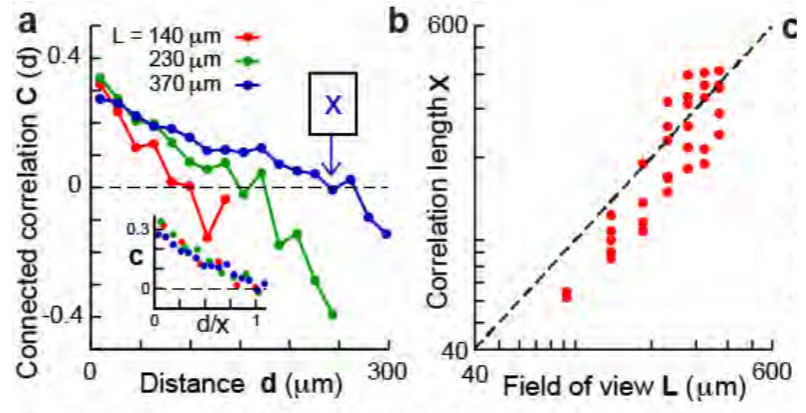 a
L = 140 μm
230 μm
370 μm
Connected correlation C (d)
0.4
0
-0.4
X
0.3
C
0
0
d/X
1
0
Distance d (μm)
300
b
c
600
Correlation length X
40
40
Field of view L (μm)
600